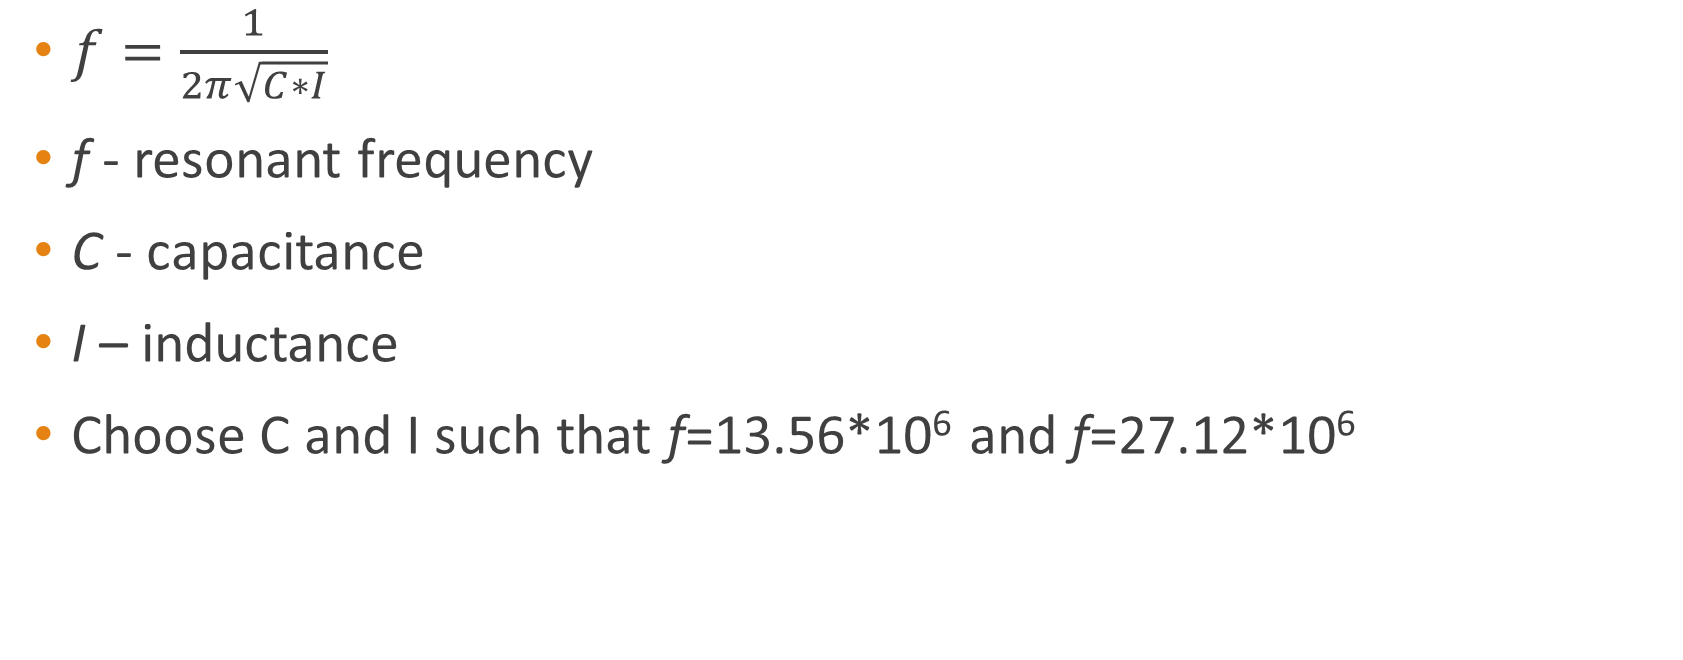 • f = 1 / 2π√C∗I
• f - resonant frequency
• C - capacitance
• I – inductance
• Choose C and I such that f=13.56*10⁶ and f=27.12*10⁶